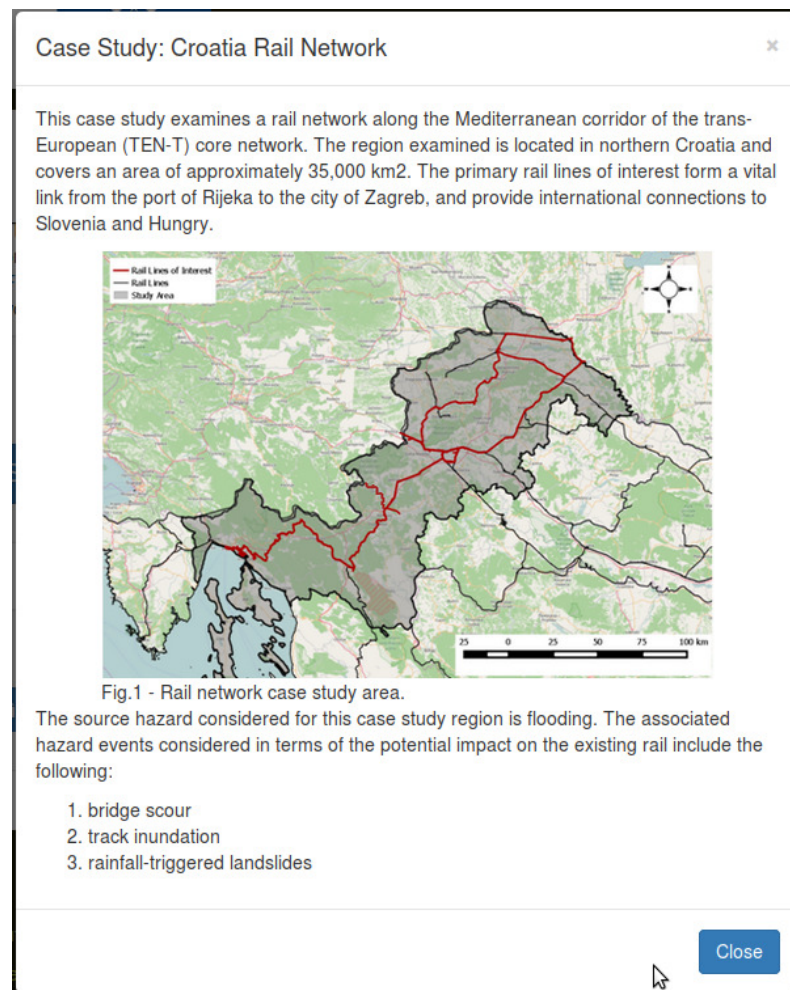 Case Study: Croatia Rail Network
×
This case study examines a rail network along the Mediterranean corridor of the trans-
European (TEN-T) core network. The region examined is located in northern Croatia and
covers an area of approximately 35,000 km2. The primary rail lines of interest form a vital
link from the port of Rijeka to the city of Zagreb, and provide international connections to
Slovenia and Hungry.
Rail Lines of Interest
Rail Lines
Study Area
25 0 25 50 75 100 km
Fig.1 - Rail network case study area.
The source hazard considered for this case study region is flooding. The associated
hazard events considered in terms of the potential impact on the existing rail include the
following:
1. bridge scour
2. track inundation
3. rainfall-triggered landslides
Close